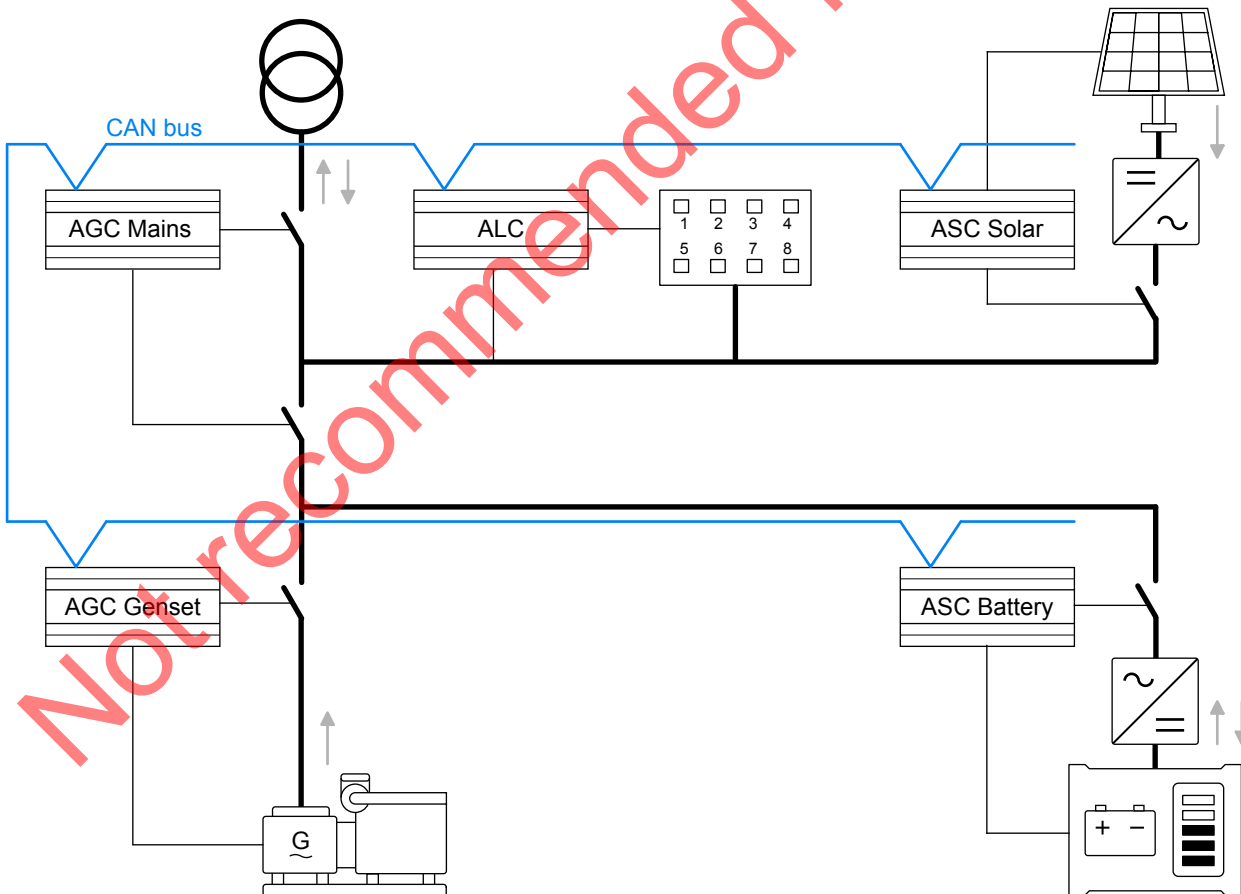 CAN bus
AGC Mains
ALC
1 2 3 4
5 6 7 8
ASC Solar
AGC Genset
ASC Battery
G
+ −
Not recommended